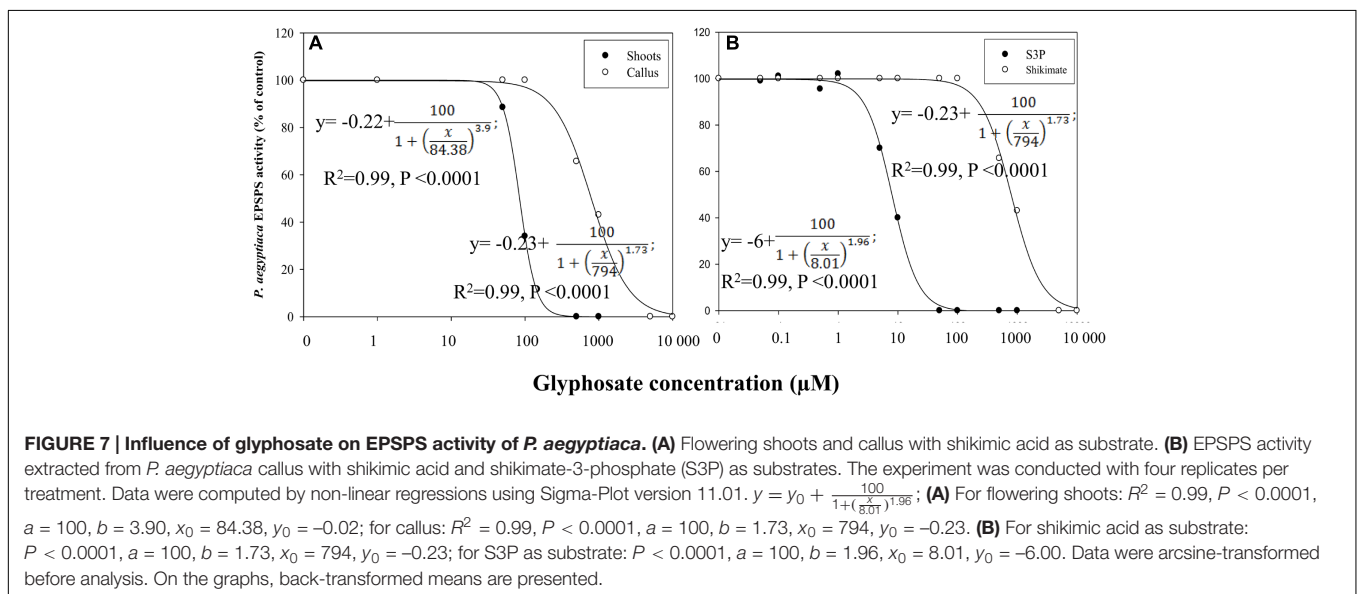 A
B
Shoots
Callus
S3P
Shikimate
P. aegyptiaca EPSPS activity (% of control)
120
100
80
60
40
20
0
120
100
80
60
40
20
0
y= -0.22+ 100 / 1 + (x/84.38)^3.9;
R²=0.99, P <0.0001
y= -0.23+ 100 / 1 + (x/794)^1.73;
R²=0.99, P <0.0001
y= -0.23+ 100 / 1 + (x/794)^1.73;
R²=0.99, P <0.0001
y= -6+ 100 / 1 + (x/8.01)^1.96;
R²=0.99, P <0.0001
0 1 10 100 1000 10 000
0.1 1 10 100 1000 10 000
Glyphosate concentration (µM)
FIGURE 7 | Influence of glyphosate on EPSPS activity of P. aegyptiaca. (A) Flowering shoots and callus with shikimic acid as substrate. (B) EPSPS activity
extracted from P. aegyptiaca callus with shikimic acid and shikimate-3-phosphate (S3P) as substrates. The experiment was conducted with four replicates per
treatment. Data were computed by non-linear regressions using Sigma-Plot version 11.01. y = y₀ + 100 / 1+(x/8.01)^1.96; (A) For flowering shoots: R² = 0.99, P < 0.0001,
a = 100, b = 3.90, x₀ = 84.38, y₀ = –0.02; for callus: R² = 0.99, P < 0.0001, a = 100, b = 1.73, x₀ = 794, y₀ = –0.23. (B) For shikimic acid as substrate:
P < 0.0001, a = 100, b = 1.73, x₀ = 794, y₀ = –0.23; for S3P as substrate: P < 0.0001, a = 100, b = 1.96, x₀ = 8.01, y₀ = –6.00. Data were arcsine-transformed
before analysis. On the graphs, back-transformed means are presented.